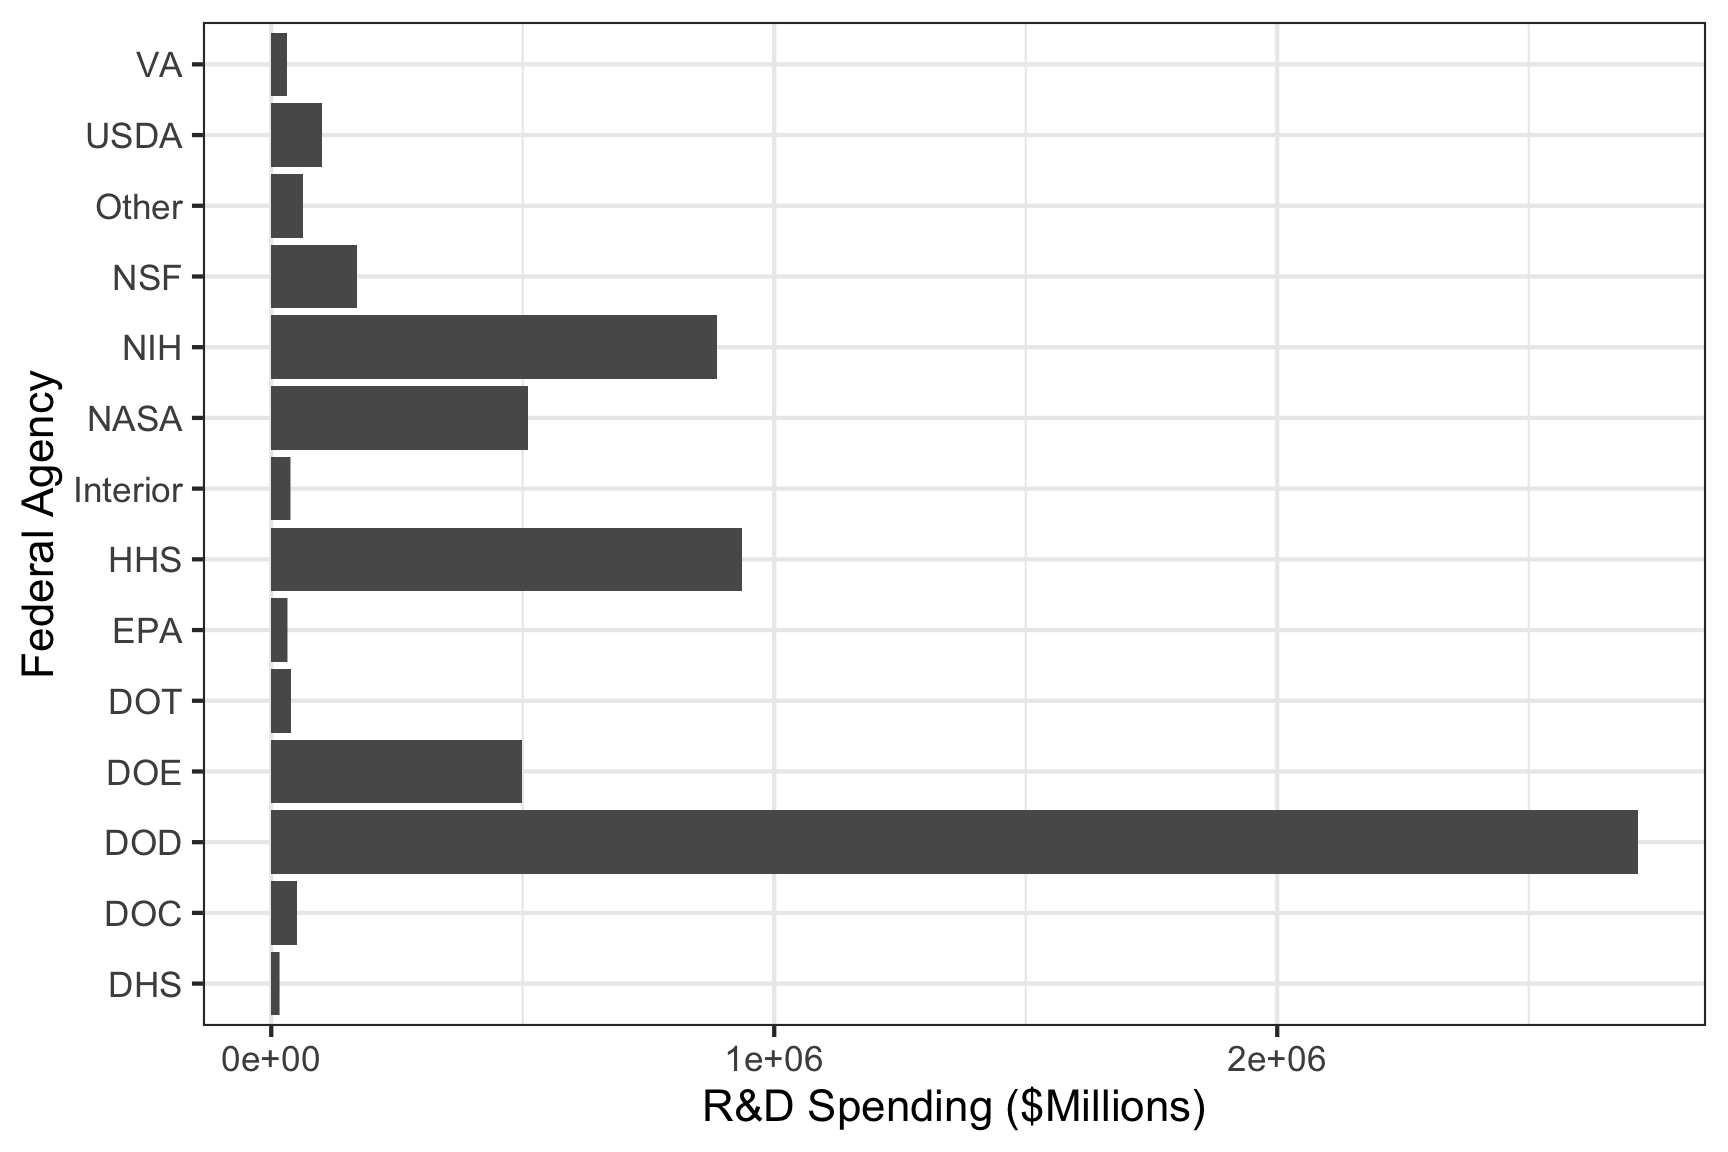 VA
USDA
Other
NSF
NIH
NASA
Interior
HHS
EPA
DOT
DOE
DOD
DOC
DHS
Federal Agency
0e+00 1e+06 2e+06
R&D Spending ($Millions)